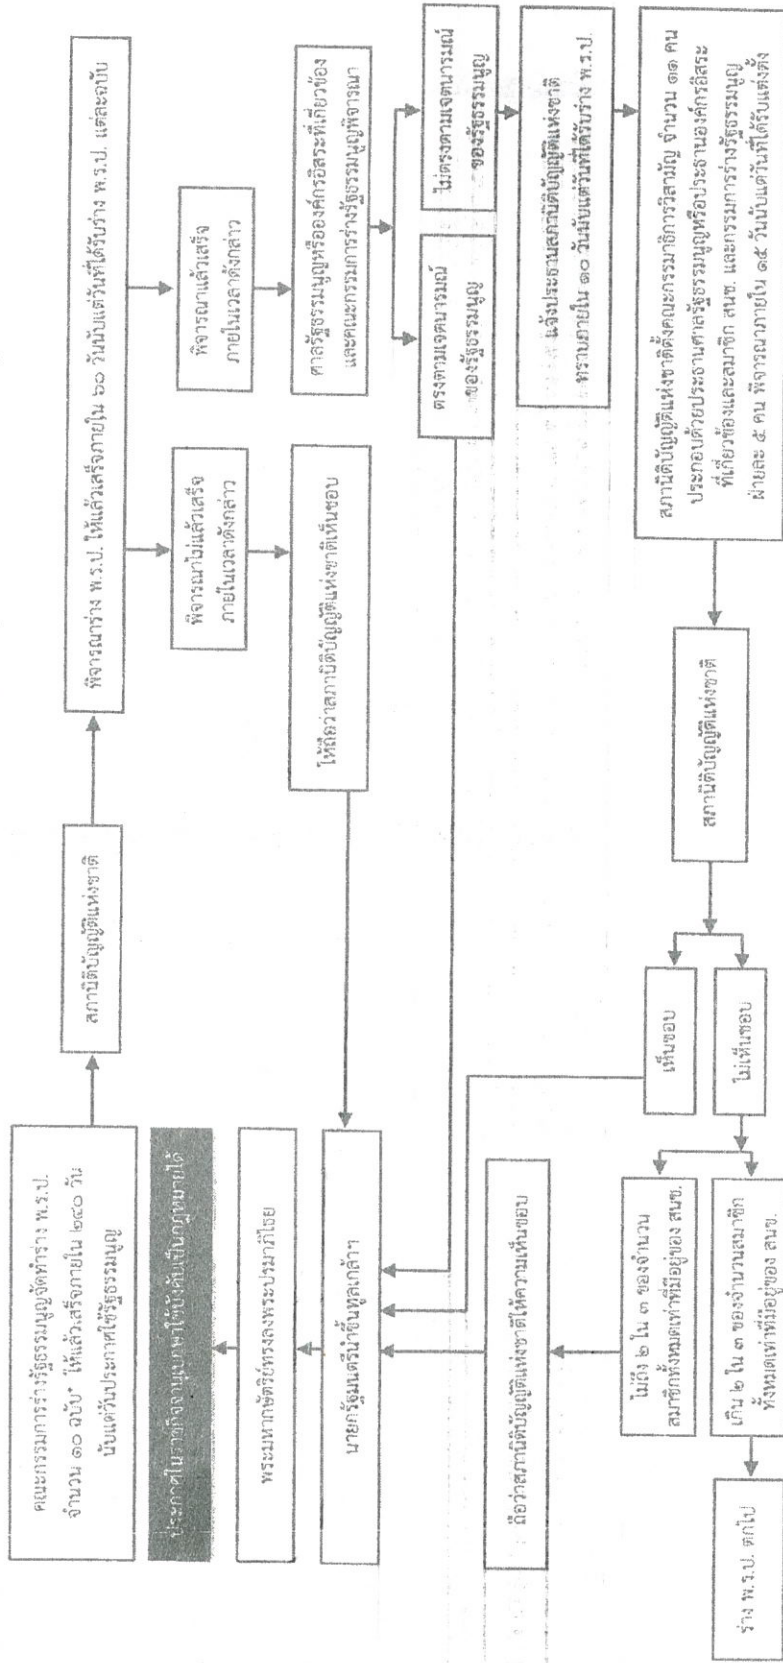 คณะกรรมการร่างรัฐธรรมนูญจัดทำร่าง พ.ร.ป.
จำนวน ๑๐ ฉบับ* ให้แล้วเสร็จภายใน ๒๔๐ วัน
นับแต่วันประกาศใช้รัฐธรรมนูญ
สภานิติบัญญัติแห่งชาติ
พิจารณาร่าง พ.ร.ป. ให้แล้วเสร็จภายใน ๖๐ วันนับแต่วันที่ได้รับร่าง พ.ร.ป. แต่ละฉบับ
พิจารณาไม่แล้วเสร็จ
ภายในเวลาดังกล่าว
พิจารณาแล้วเสร็จ
ภายในเวลาดังกล่าว
ให้ถือว่าสภานิติบัญญัติแห่งชาติเห็นชอบ
ศาลรัฐธรรมนูญหรือองค์กรอิสระที่เกี่ยวข้อง
และคณะกรรมการร่างรัฐธรรมนูญพิจารณา
ตรงตามเจตนารมณ์
ของรัฐธรรมนูญ
ไม่ตรงตามเจตนารมณ์
ของรัฐธรรมนูญ
แจ้งประธานสภานิติบัญญัติแห่งชาติ
ทราบภายใน ๑๐ วันนับแต่วันที่ได้รับร่าง พ.ร.ป.
สภานิติบัญญัติแห่งชาติตั้งคณะกรรมาธิการวิสามัญ จำนวน ๑๑ คน
ประกอบด้วยประธานศาลรัฐธรรมนูญหรือประธานองค์กรอิสระ
ที่เกี่ยวข้องและสมาชิก สนช. และกรรมการร่างรัฐธรรมนูญ
ฝ่ายละ ๕ คน พิจารณาภายใน ๑๕ วันนับแต่วันที่ได้รับแต่งตั้ง
สภานิติบัญญัติแห่งชาติ
เห็นชอบ
ไม่เห็นชอบ
ไม่ถึง ๒ ใน ๓ ของจำนวน
สมาชิกทั้งหมดเท่าที่มีอยู่ของ สนช.
เกิน ๒ ใน ๓ ของจำนวนสมาชิก
ทั้งหมดเท่าที่มีอยู่ของ สนช.
ร่าง พ.ร.ป. ตกไป
ถือว่าสภานิติบัญญัติแห่งชาติให้ความเห็นชอบ
นายกรัฐมนตรีนำขึ้นทูลเกล้าฯ
พระมหากษัตริย์ทรงลงพระปรมาภิไธย
ประกาศในราชกิจจานุเบกษาใช้บังคับเป็นกฎหมายได้